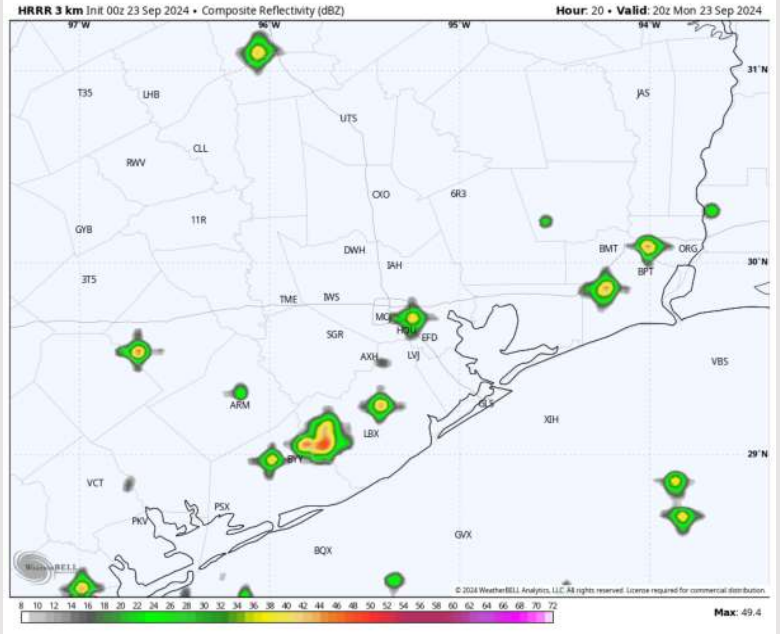 HRRR 3 km Init 00z 23 Sep 2024 • Composite Reflectivity (dBZ)
Hour: 20 • Valid: 20z Mon 23 Sep 2024
97°W 96°W 95°W 94°W
31°N
T35 LHB JAS
UTS
CLL
RWV
CXO 6R3
11R
GYB
DWH BMT ORG
30°N
IAH
BPT
3T5
TME IWS
MCJ
HOU
SGR EFD
AXH LVJ
VBS
ARM GLS
XIH
LBX
29°N
BYY
VCT
PSX
PKV
GVX
BQX
WeatherBELL
© 2024 WeatherBELL Analytics, LLC. All rights reserved. License required for commercial distribution.
8 10 12 14 16 18 20 22 24 26 28 30 32 34 36 38 40 42 44 46 48 50 52 54 56 58 60 62 64 66 68 70 72
Max: 49.4